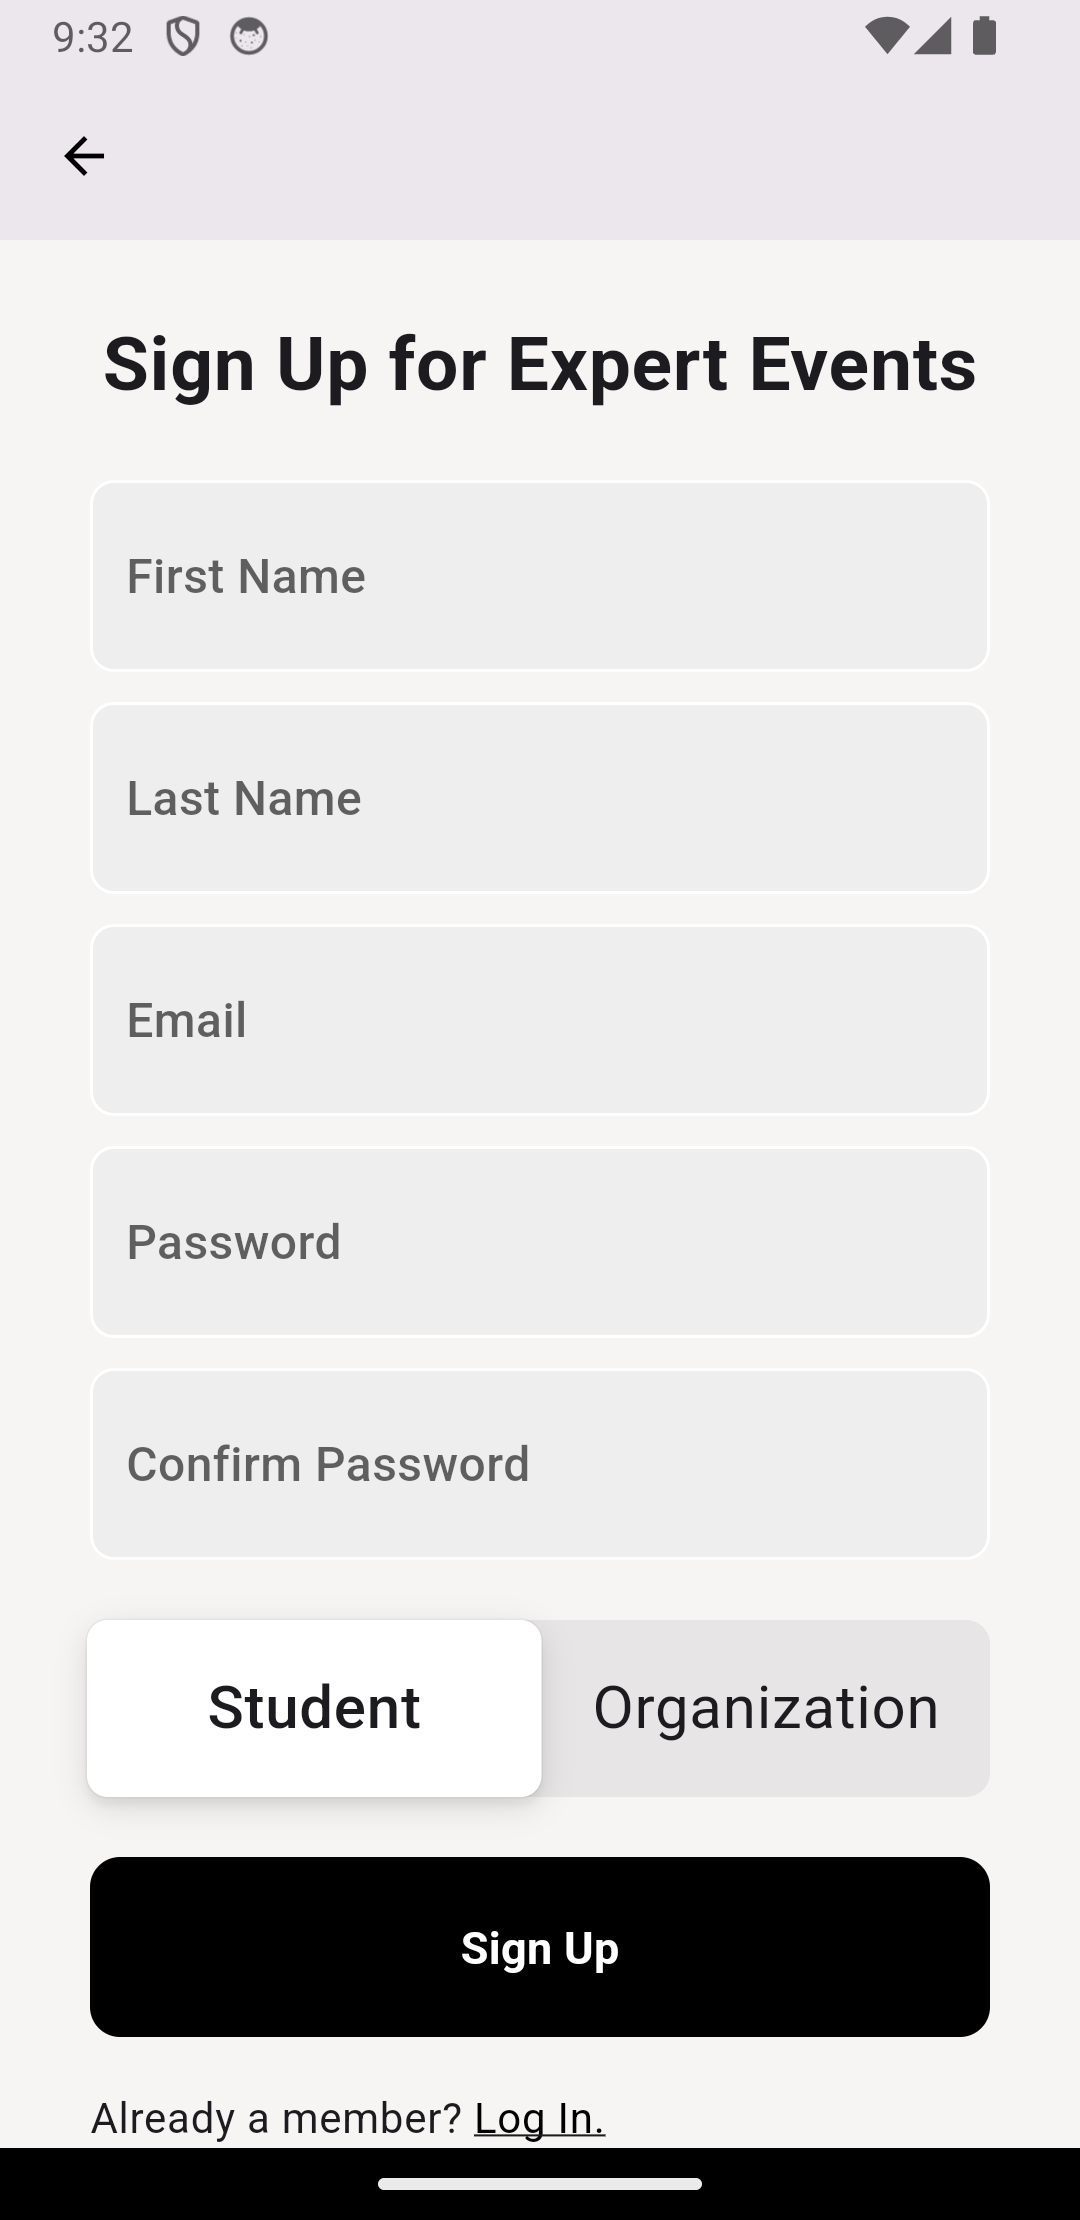 9:32
Sign Up for Expert Events
First Name
Last Name
Email
Password
Confirm Password
Student Organization
Sign Up
Already a member? Log In.